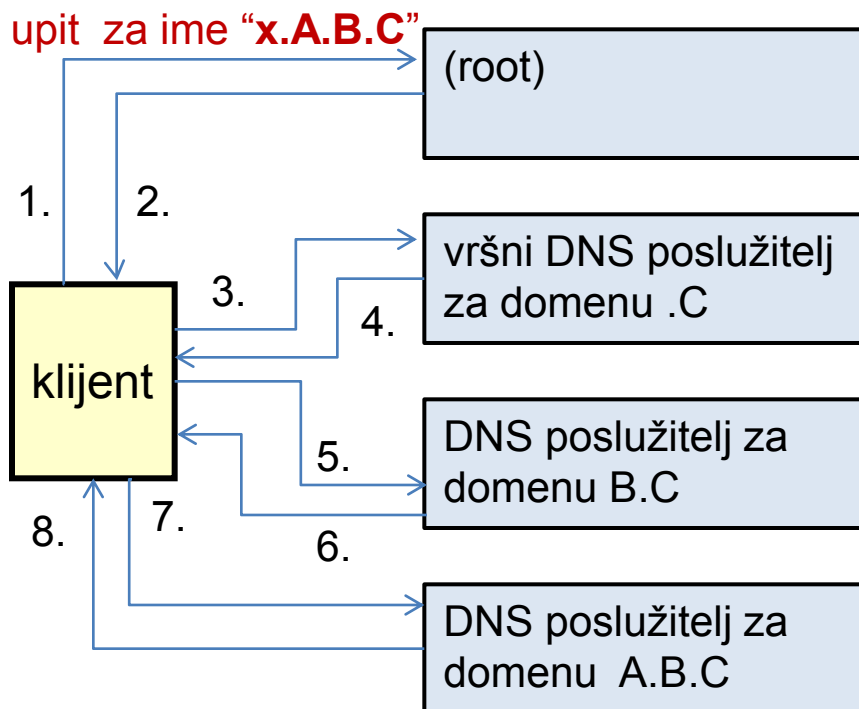 upit za ime “x.A.B.C”
(root)
1.
2.
vršni DNS poslužitelj
za domenu .C
3.
4.
klijent
DNS poslužitelj za
domenu B.C
5.
6.
7.
8.
DNS poslužitelj za
domenu A.B.C